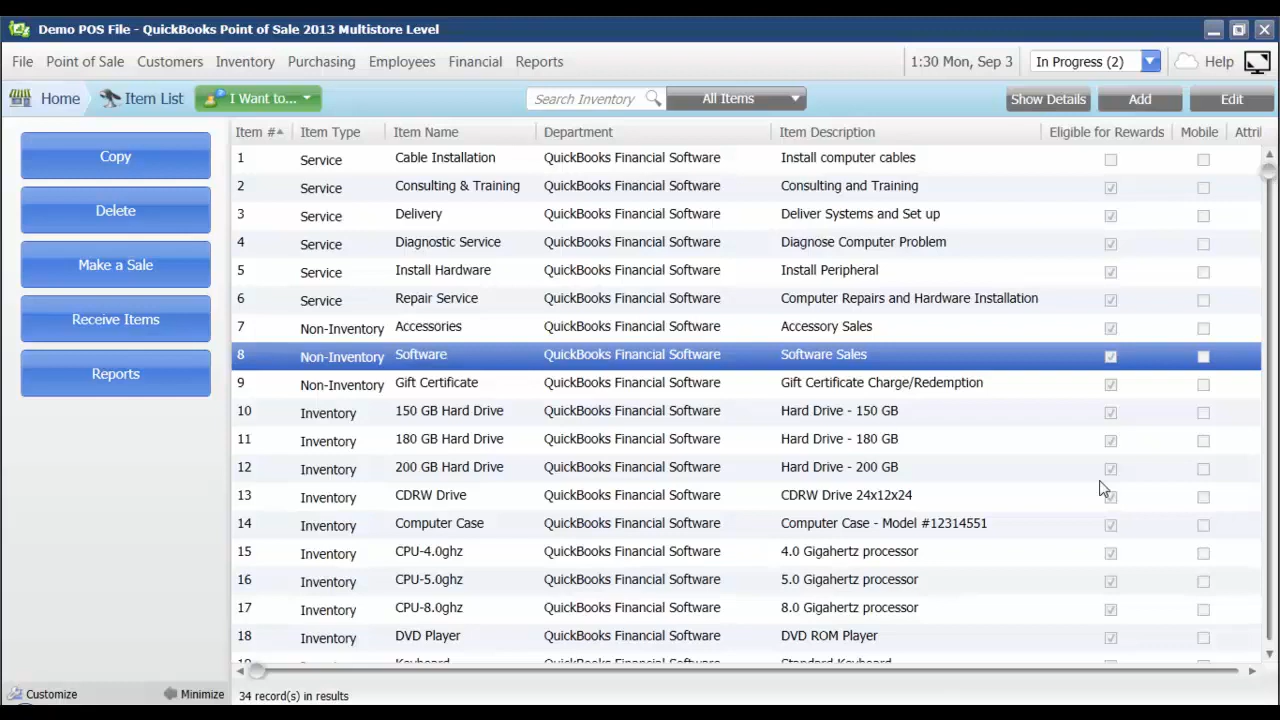 Demo POS File - QuickBooks Point of Sale 2013 Multistore Level
File Point of Sale Customers Inventory Purchasing Employees Financial Reports 1:30 Mon, Sep 3 In Progress (2) Help
Home Item List I Want to... Search Inventory All Items Show Details Add Edit
Copy
Delete
Make a Sale
Receive Items
Reports
Item # Item Type Item Name Department Item Description Eligible for Rewards Mobile Attri
1 Service Cable Installation QuickBooks Financial Software Install computer cables
2 Service Consulting & Training QuickBooks Financial Software Consulting and Training
3 Service Delivery QuickBooks Financial Software Deliver Systems and Set up
4 Service Diagnostic Service QuickBooks Financial Software Diagnose Computer Problem
5 Service Install Hardware QuickBooks Financial Software Install Peripheral
6 Service Repair Service QuickBooks Financial Software Computer Repairs and Hardware Installation
7 Non-Inventory Accessories QuickBooks Financial Software Accessory Sales
8 Non-Inventory Software QuickBooks Financial Software Software Sales
9 Non-Inventory Gift Certificate QuickBooks Financial Software Gift Certificate Charge/Redemption
10 Inventory 150 GB Hard Drive QuickBooks Financial Software Hard Drive - 150 GB
11 Inventory 180 GB Hard Drive QuickBooks Financial Software Hard Drive - 180 GB
12 Inventory 200 GB Hard Drive QuickBooks Financial Software Hard Drive - 200 GB
13 Inventory CDRW Drive QuickBooks Financial Software CDRW Drive 24x12x24
14 Inventory Computer Case QuickBooks Financial Software Computer Case - Model #12314551
15 Inventory CPU-4.0ghz QuickBooks Financial Software 4.0 Gigahertz processor
16 Inventory CPU-5.0ghz QuickBooks Financial Software 5.0 Gigahertz processor
17 Inventory CPU-8.0ghz QuickBooks Financial Software 8.0 Gigahertz processor
18 Inventory DVD Player QuickBooks Financial Software DVD ROM Player
Customize Minimize 34 record(s) in results